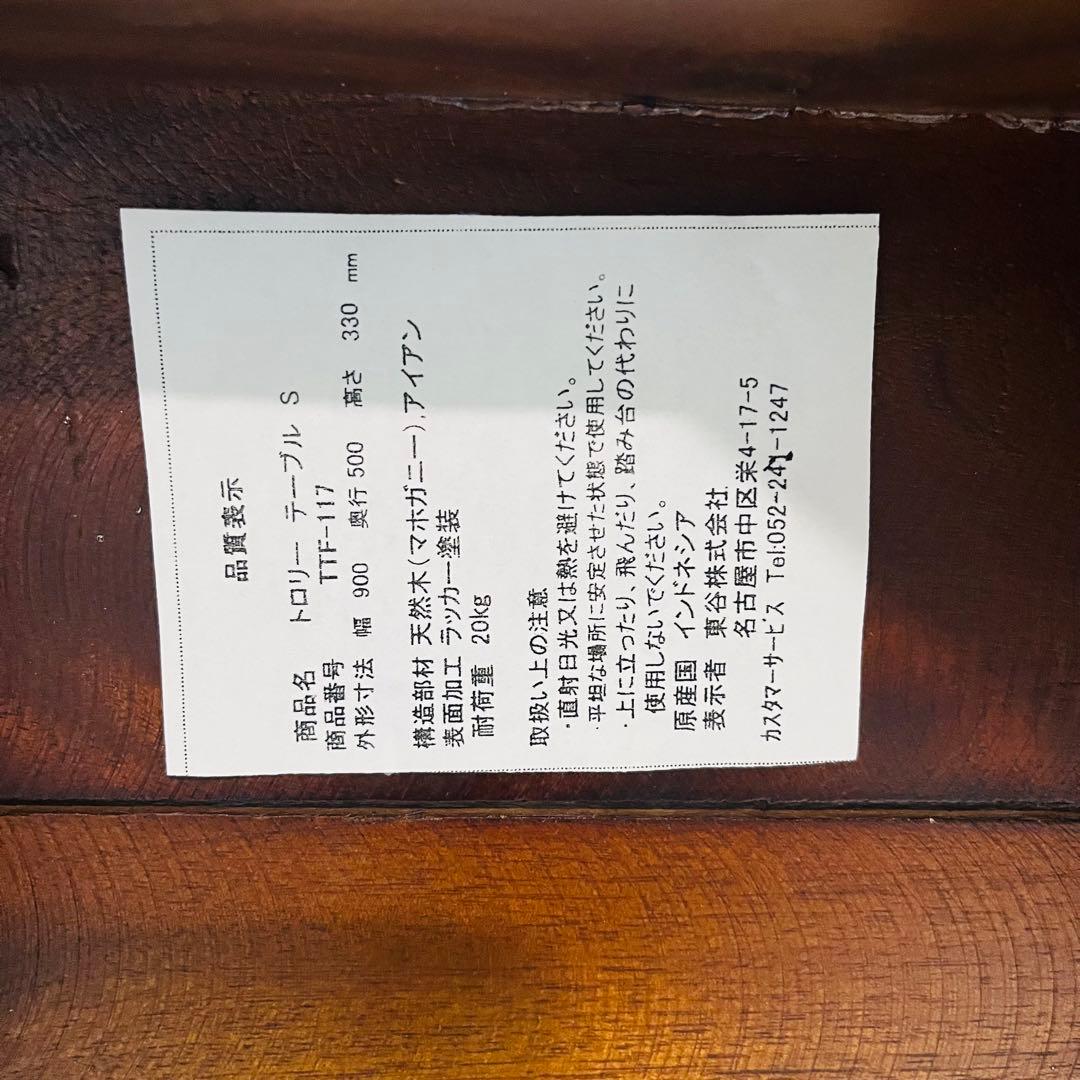 品質表示
商品名 トロリー テーブル S
商品番号 TTF-117
外形寸法 幅 900 奥行 500 高さ 330 mm
構造部材 天然木(マホガニー),アイアン
表面加工 ラッカー塗装
耐荷重 20kg
取扱い上の注意
・直射日光又は熱を避けてください。
・平坦な場所に安定させた状態で使用してください。
・上に立ったり、飛んだり、踏み台の代わりに
使用しないでください。
原産国 インドネシア
表示者 東谷株式会社
名古屋市中区栄4-17-5
カスタマーサービス Tel:052-241-1247